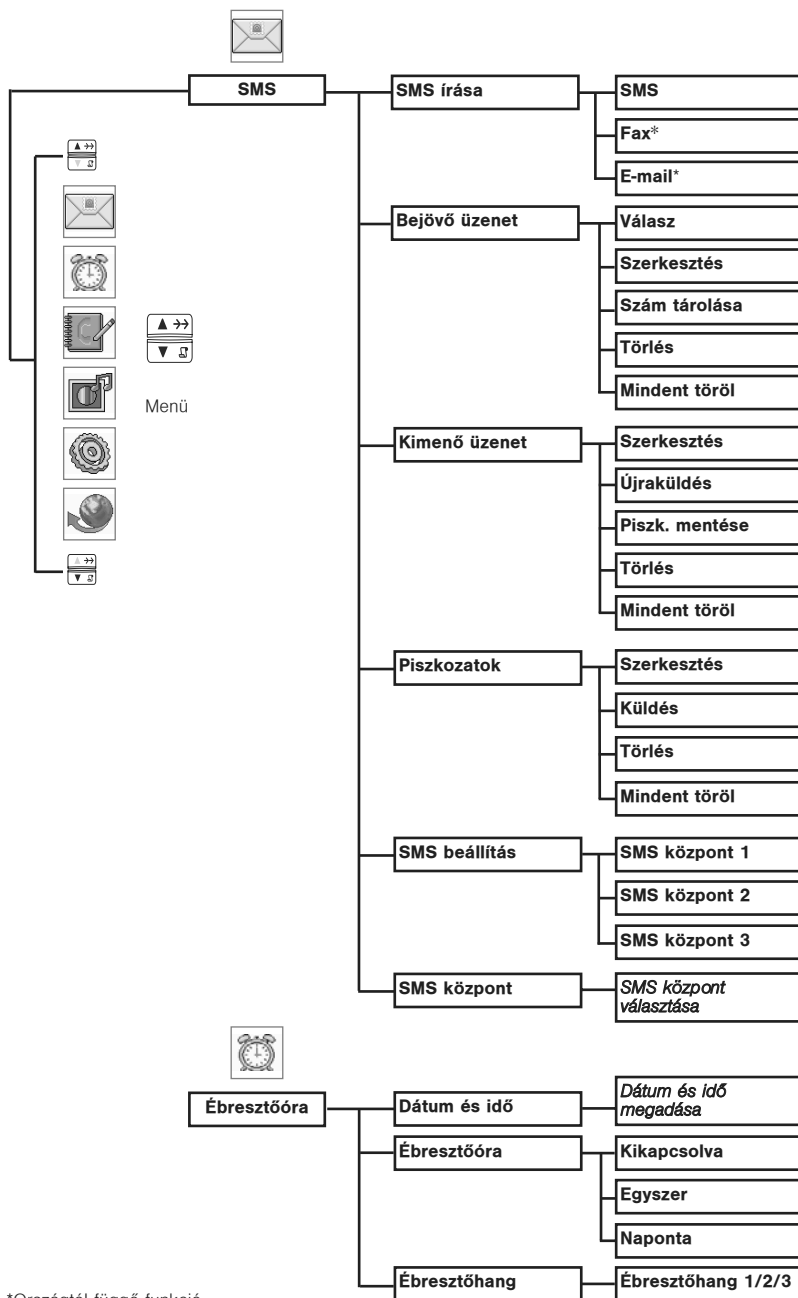 SMS
SMS írása
SMS
Fax*
E-mail*
Bejövő üzenet
Válasz
Szerkesztés
Szám tárolása
Törlés
Mindent töröl
Menü
Kimenő üzenet
Szerkesztés
Újraküldés
Piszk. mentése
Törlés
Mindent töröl
Piszkozatok
Szerkesztés
Küldés
Törlés
Mindent töröl
SMS beállítás
SMS központ 1
SMS központ 2
SMS központ 3
SMS központ
SMS központ
választása
Ébresztőóra
Dátum és idő
Dátum és idő
megadása
Ébresztőóra
Kikapcsolva
Egyszer
Naponta
Ébresztőhang
Ébresztőhang 1/2/3
*Országtól függő funkció